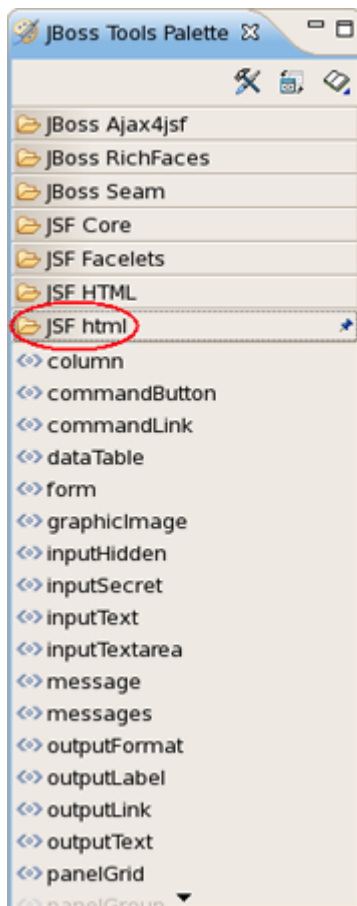 JBoss Tools Palette
JBoss Ajax4jsf
JBoss RichFaces
JBoss Seam
JSF Core
JSF Facelets
JSF HTML
JSF html
column
commandButton
commandLink
dataTable
form
graphicImage
inputHidden
inputSecret
inputText
inputTextarea
message
messages
outputFormat
outputLabel
outputLink
outputText
panelGrid
panelGroup